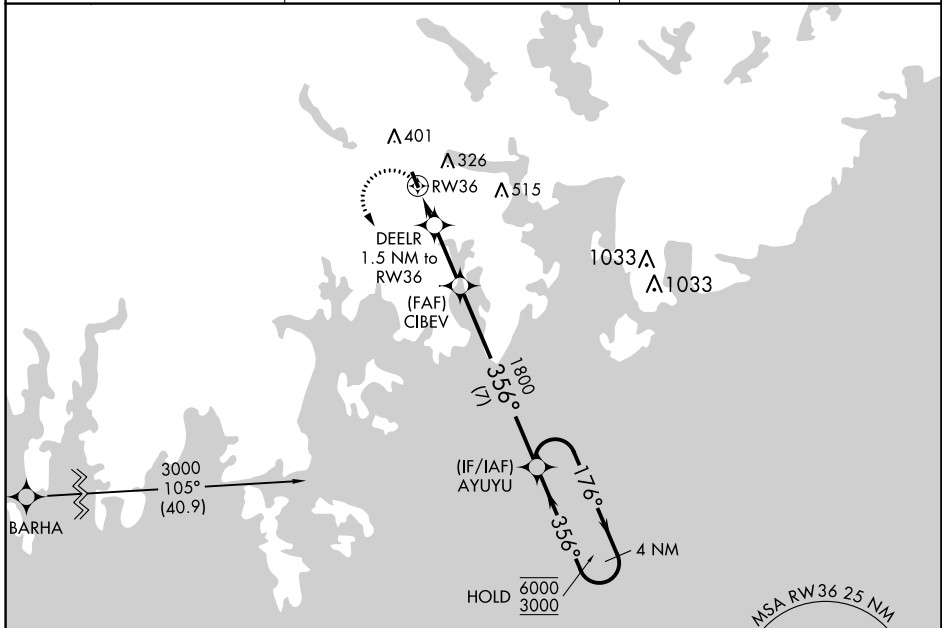 401
326
RW36
515
DEELR
1.5 NM to
RW36
1033
1033
(FAF)
CIBEV
1800
356°
(7)
(IF/IAF)
AYUYU
176°
3000
105°
(40.9)
BARHA
356°
4 NM
HOLD 6000
3000
MSA RW36 25 NM